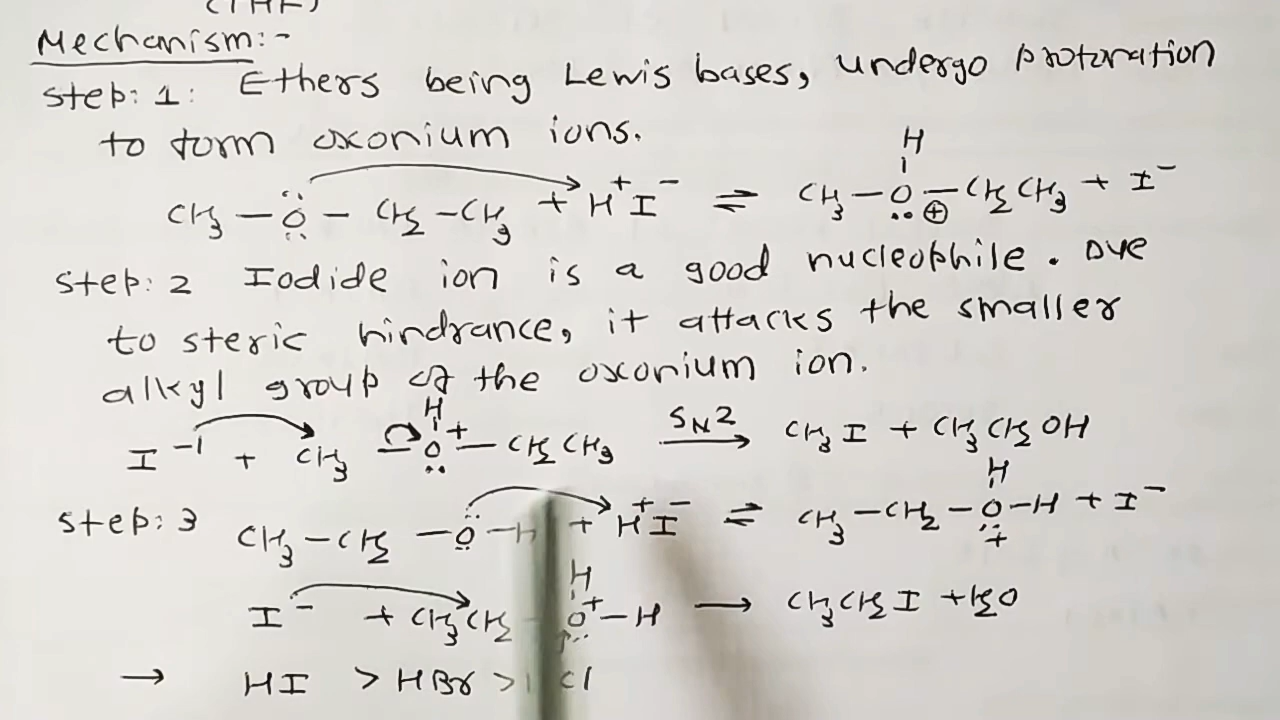 (THF)
Mechanism:-
Step: 1: Ethers being Lewis bases, undergo protonation
to form oxonium ions.
H
CH3 — O — CH2 — CH3 + H+ I- ⇌ CH3 — O — CH2CH3 + I-
⊕
Step: 2 Iodide ion is a good nucleophile. Due
to steric hindrance, it attacks the smaller
alkyl group of the oxonium ion.
H
I-1 + CH3 — O+ — CH2CH3 SN2 → CH3I + CH3CH2OH
H
Step: 3 CH3 — CH2 — O — H + H+ I- ⇌ CH3 — CH2 — O — H + I-
+
H
I- + CH3CH2 — O+ — H → CH3CH2I + H2O
→ HI > HBr > Cl